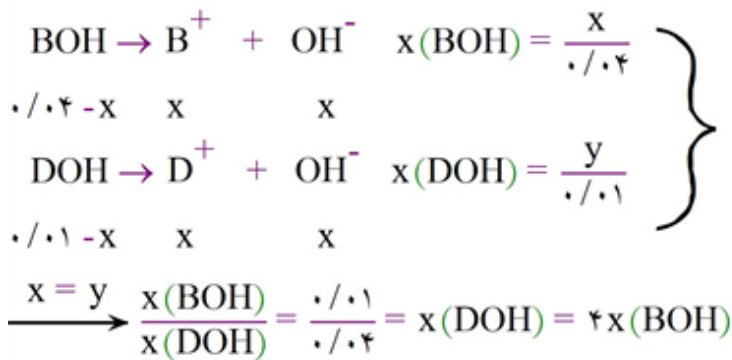 BOH → B⁺ + OH⁻ x(BOH) = x / ۰/۰۴
۰/۰۴ -x x x
DOH → D⁺ + OH⁻ x(DOH) = y / ۰/۰۱
۰/۰۱ -x x x
x = y → x(BOH) / x(DOH) = ۰/۰۱ / ۰/۰۴ = x(DOH) = ۴x(BOH)